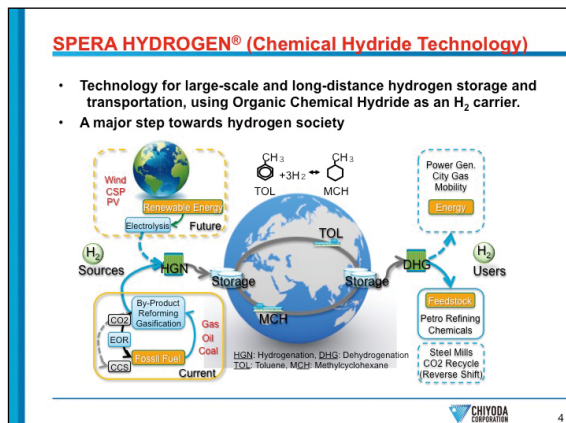 SPERA HYDROGEN® (Chemical Hydride Technology)
• Technology for large-scale and long-distance hydrogen storage and
transportation, using Organic Chemical Hydride as an H2 carrier.
• A major step towards hydrogen society
Wind
CSP
PV
Renewable Energy
Electrolysis
Future
CH3
+3H2
TOL
CH3
MCH
Power Gen.
City Gas
Mobility
Energy
H2
Sources
HGN
Storage
TOL
MCH
Storage
DHG
H2
Users
By-Product
Reforming
Gasification
CO2
EOR
CCS
Fossil Fuel
Gas
Oil
Coal
Current
Feedstock
Petro Refining
Chemicals
Steel Mills
CO2 Recycle
(Reverse Shift)
HGN: Hydrogenation, DHG: Dehydrogenation
TOL: Toluene, MCH: Methylcyclohexane
CHIYODA
CORPORATION
4